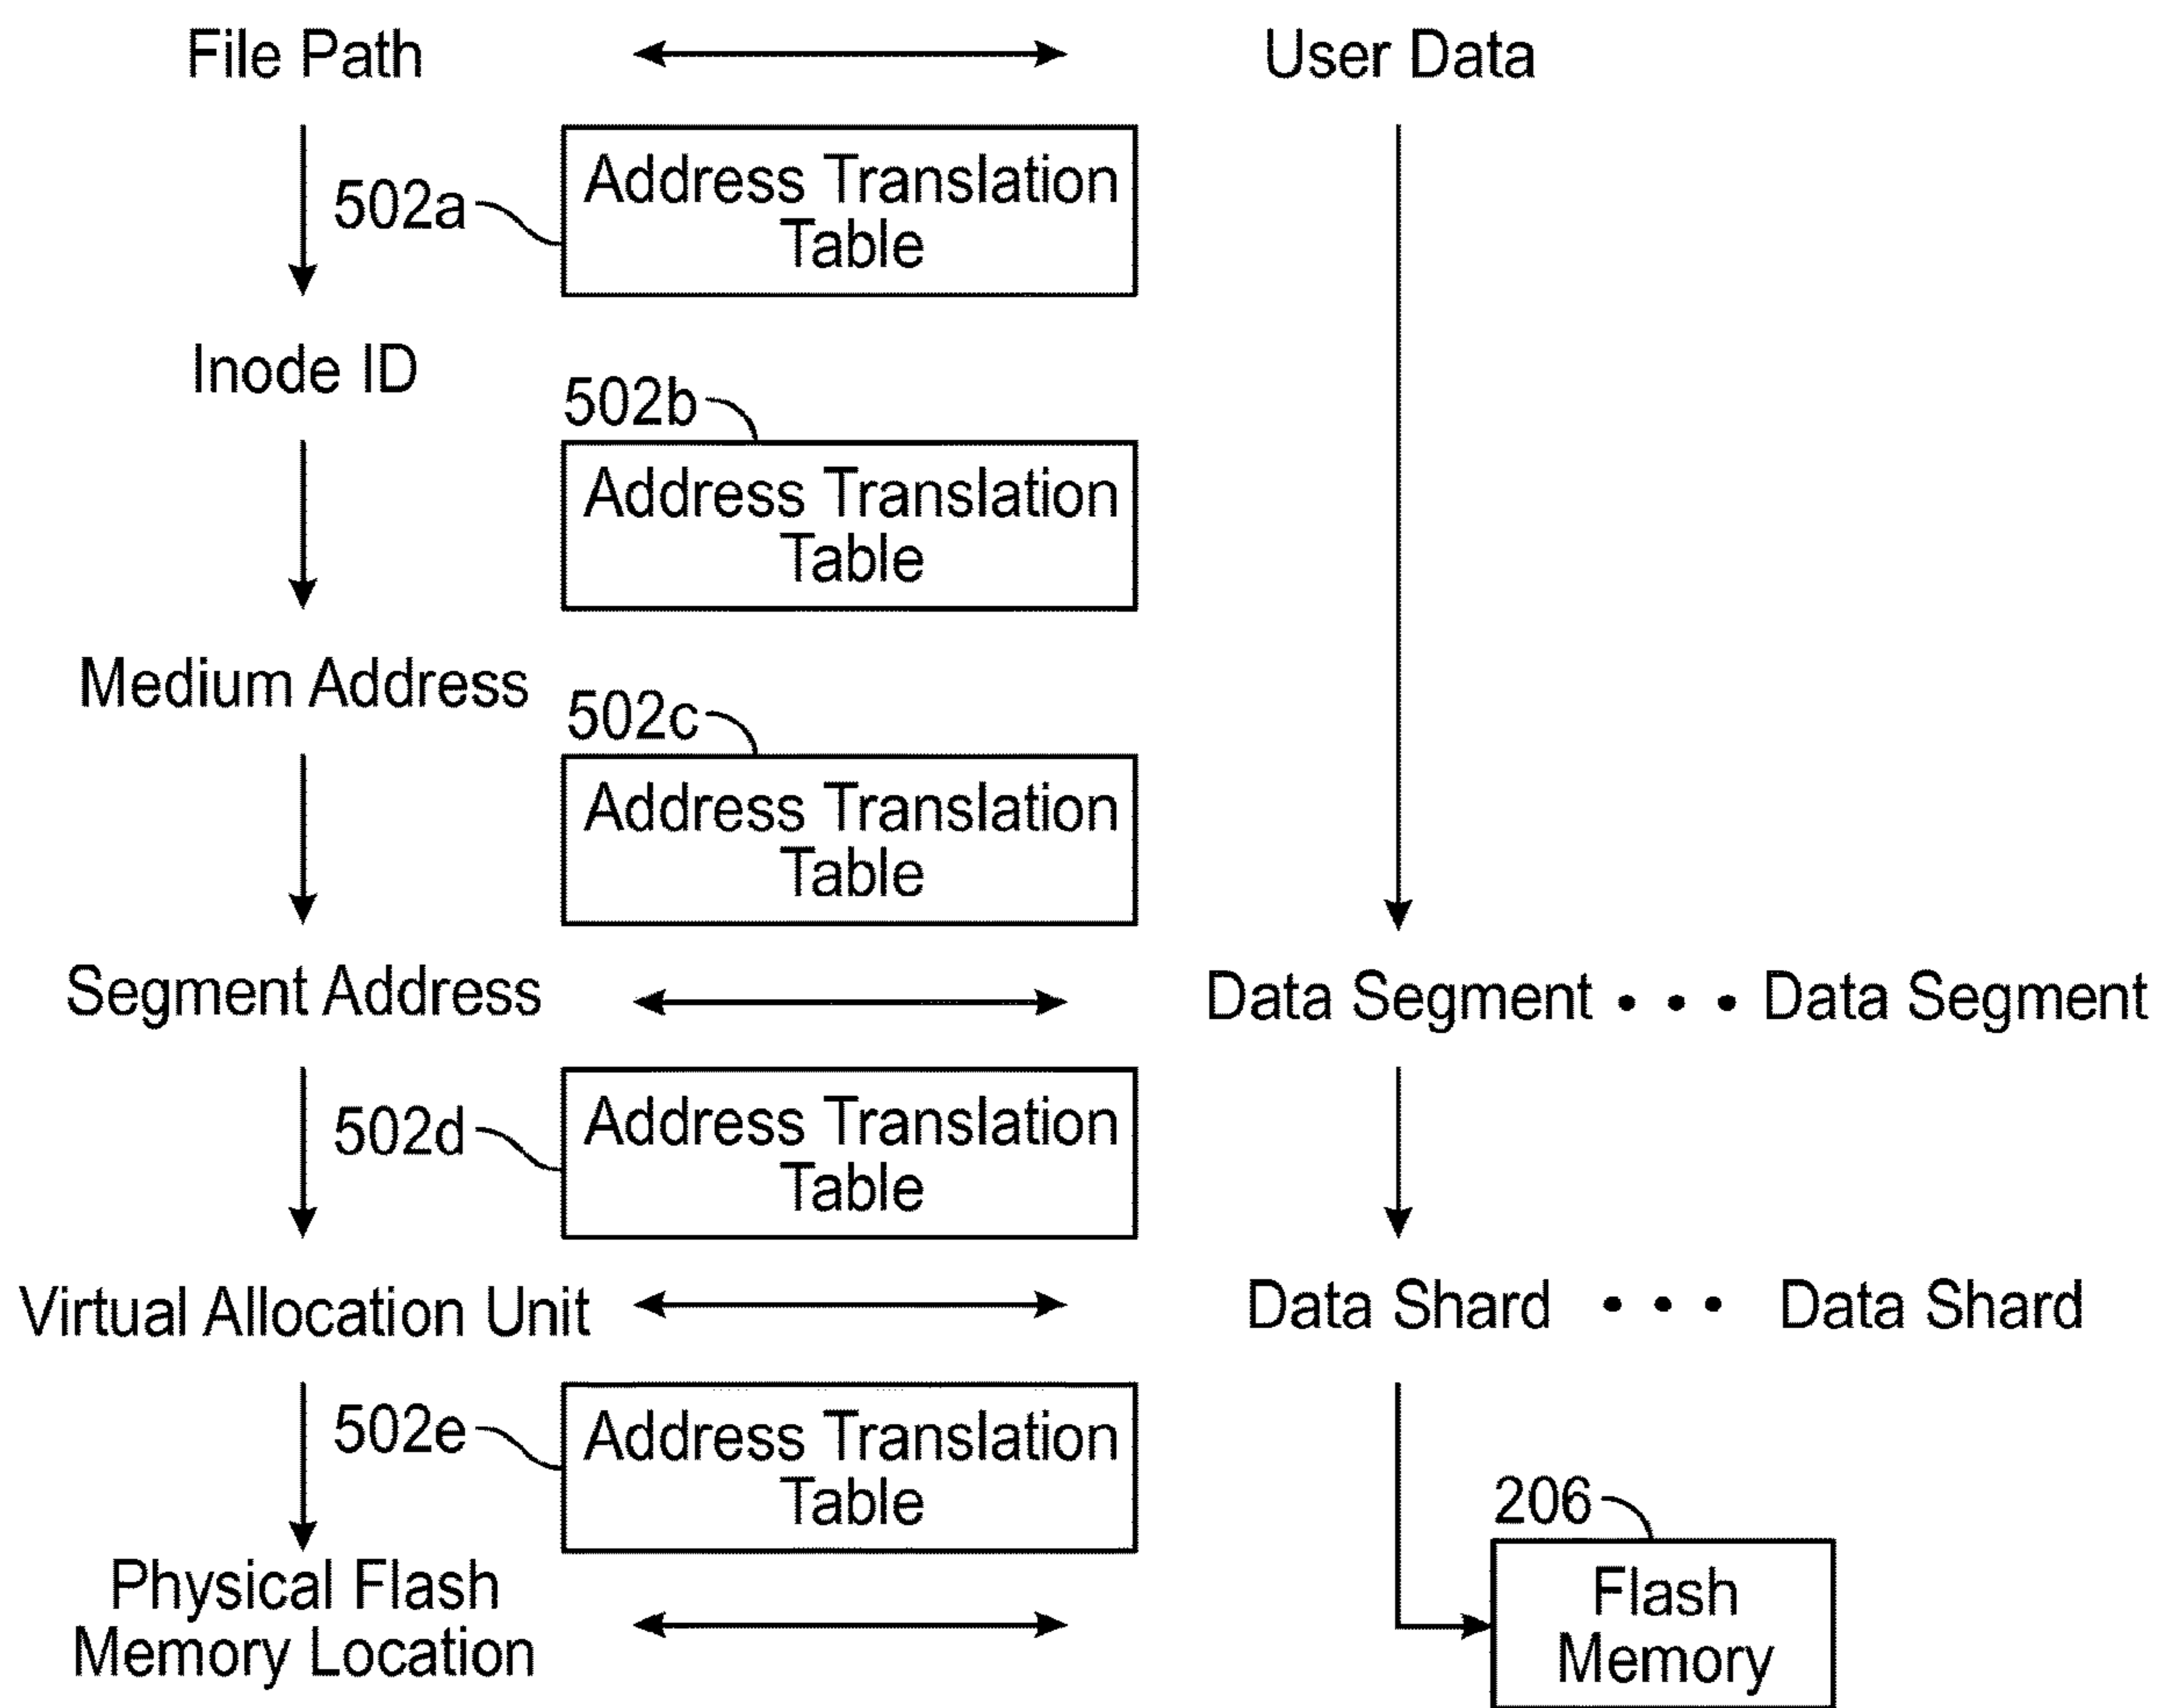 File Path
User Data
502a
Address Translation
Table
Inode ID
502b
Address Translation
Table
Medium Address
502c
Address Translation
Table
Segment Address
Data Segment • • • Data Segment
502d
Address Translation
Table
Virtual Allocation Unit
Data Shard • • • Data Shard
502e
Address Translation
Table
206
Physical Flash
Memory Location
Flash
Memory